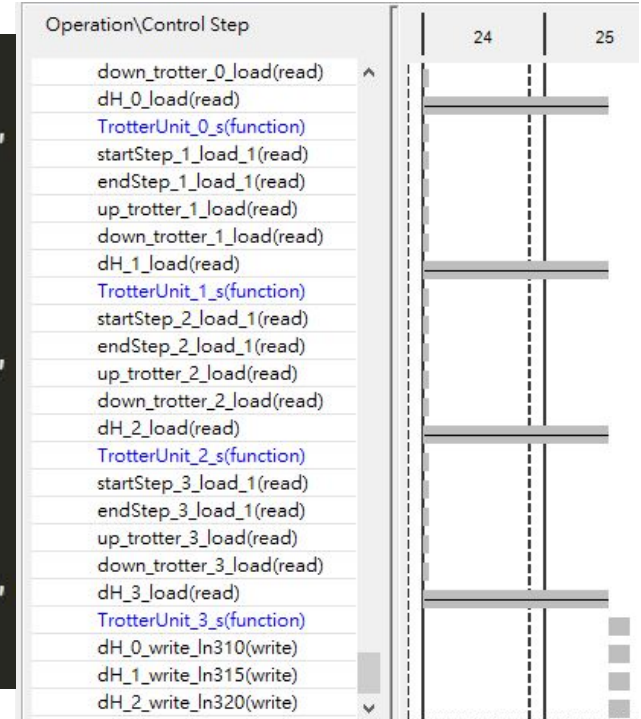 Operation\Control Step
24
25
down_trotter_0_load(read)
dH_0_load(read)
TrotterUnit_0_s(function)
startStep_1_load_1(read)
endStep_1_load_1(read)
up_trotter_1_load(read)
down_trotter_1_load(read)
dH_1_load(read)
TrotterUnit_1_s(function)
startStep_2_load_1(read)
endStep_2_load_1(read)
up_trotter_2_load(read)
down_trotter_2_load(read)
dH_2_load(read)
TrotterUnit_2_s(function)
startStep_3_load_1(read)
endStep_3_load_1(read)
up_trotter_3_load(read)
down_trotter_3_load(read)
dH_3_load(read)
TrotterUnit_3_s(function)
dH_0_write_ln310(write)
dH_1_write_ln315(write)
dH_2_write_ln320(write)